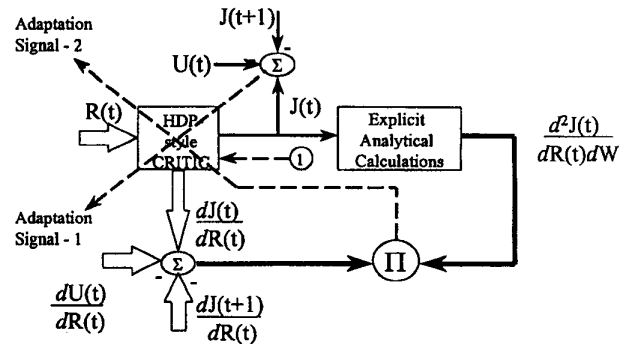 Adaptation
Signal - 2
J(t+1)
-
U(t)
Σ
R(t)
HDP
style
CRITIC
J(t)
1
Explicit
Analytical
Calculations
d²J(t)
dR(t)dW
Adaptation
Signal - 1
dJ(t)
dR(t)
Σ
-
-
Π
dU(t)
dR(t)
dJ(t+1)
dR(t)